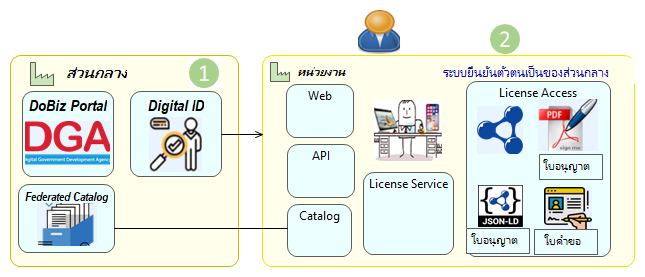 1
2
ส่วนกลาง
หน่วยงาน
ระบบยืนยันตัวตนเป็นของส่วนกลาง
DoBiz Portal
DGA
Digital Government Development Agency
Digital ID
Web
License Access
PDF
sign me
ใบอนุญาต
API
License Service
Federated Catalog
Catalog
JSON-LD
ใบอนุญาต
ใบคำขอ